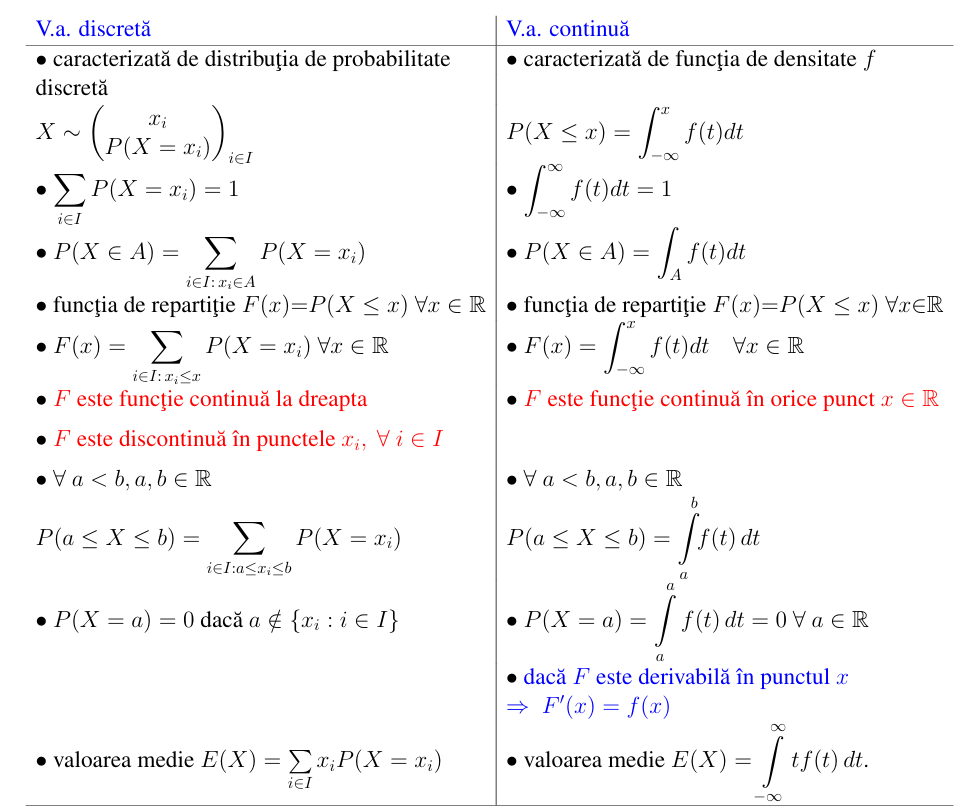 V.a. discretă
V.a. continuă
• caracterizată de distribuţia de probabilitate
discretă
• caracterizată de funcţia de densitate f
X ∼ (x_i / P(X = x_i))_{i∈I}
P(X ≤ x) = ∫_{−∞}^{x} f(t)dt
• ∑_{i∈I} P(X = x_i) = 1
• ∫_{−∞}^{∞} f(t)dt = 1
• P(X ∈ A) = ∑_{i∈I: x_i∈A} P(X = x_i)
• P(X ∈ A) = ∫_A f(t)dt
• funcţia de repartiţie F(x)=P(X ≤ x) ∀x ∈ ℝ
• funcţia de repartiţie F(x)=P(X ≤ x) ∀x∈ℝ
• F(x) = ∑_{i∈I: x_i≤x} P(X = x_i) ∀x ∈ ℝ
• F(x) = ∫_{−∞}^{x} f(t)dt ∀x ∈ ℝ
• F este funcţie continuă la dreapta
• F este funcţie continuă în orice punct x ∈ ℝ
• F este discontinuă în punctele x_i, ∀ i ∈ I
• ∀ a < b, a, b ∈ ℝ
• ∀ a < b, a, b ∈ ℝ
P(a ≤ X ≤ b) = ∑_{i∈I:a≤x_i≤b} P(X = x_i)
P(a ≤ X ≤ b) = ∫_a^b f(t) dt
• P(X = a) = 0 dacă a ∉ {x_i : i ∈ I}
• P(X = a) = ∫_a^a f(t) dt = 0 ∀ a ∈ ℝ
• dacă F este derivabilă în punctul x
⇒ F′(x) = f(x)
• valoarea medie E(X) = ∑_{i∈I} x_i P(X = x_i)
• valoarea medie E(X) = ∫_{−∞}^{∞} tf(t) dt.